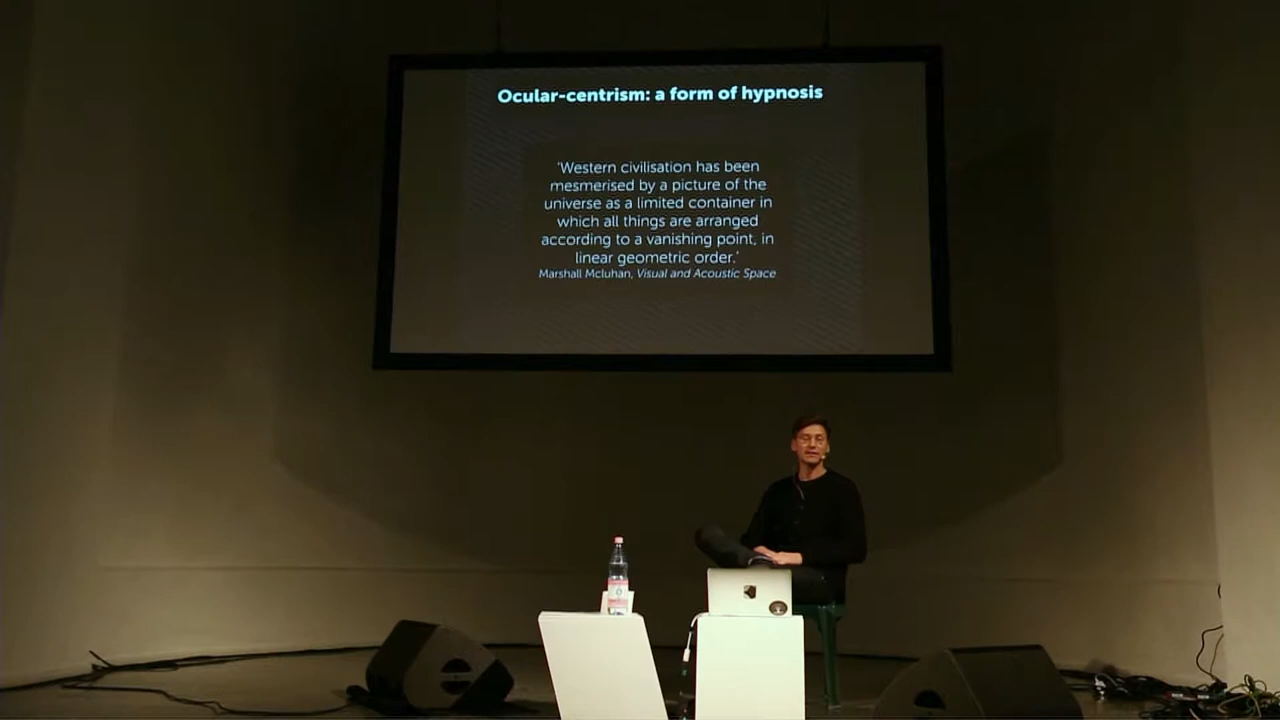 Ocular-centrism: a form of hypnosis
'Western civilisation has been
mesmerised by a picture of the
universe as a limited container in
which all things are arranged
according to a vanishing point, in
linear geometric order.'
Marshall Mcluhan, Visual and Acoustic Space